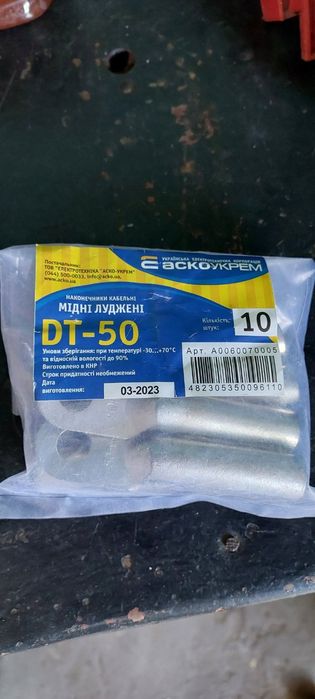 Постачальник:
ТОВ "ЕЛЕКТРОТЕХНІКА "АСКО-УКРЕМ"
(044) 500-0033, info@acko.ua,
www.acko.ua
УКРАЇНСЬКА ЕЛЕКТРОТЕХНІЧНА КОРПОРАЦІЯ
АСКОУКРЕМ
НАКОНЕЧНИКИ КАБЕЛЬНІ
МІДНІ ЛУДЖЕНІ
DT-50
Кількість,
штук:
10
Умови зберігання: при температурі -30...+70°C
та відносній вологості до 90%
Виготовлено в КНР
Строк придатності необмежений
Дата
виготовлення:
03-2023
Арт. A0060070005
4823053500961 10